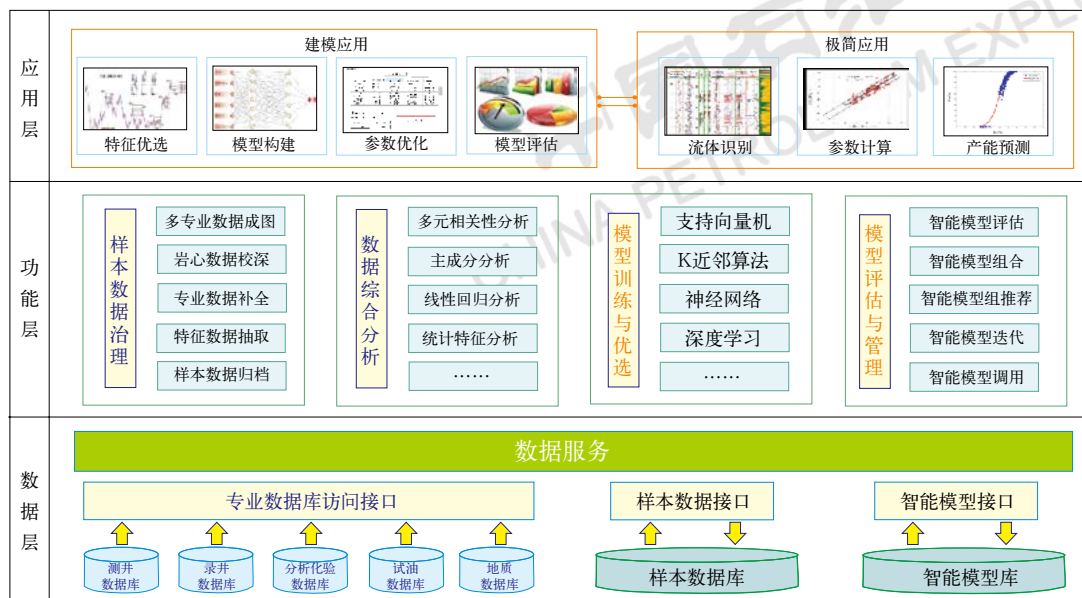 应用层
建模应用
特征优选
模型构建
参数优化
模型评估
极简应用
流体识别
参数计算
产能预测
功能层
样本数据治理
多专业数据成图
岩心数据校深
专业数据补全
特征数据抽取
样本数据归档
数据综合分析
多元相关性分析
主成分分析
线性回归分析
统计特征分析
……
模型训练与优选
支持向量机
K近邻算法
神经网络
深度学习
……
模型评估与管理
智能模型评估
智能模型组合
智能模型组推荐
智能模型迭代
智能模型调用
数据层
数据服务
专业数据库访问接口
测井
数据库
录井
数据库
分析化验
数据库
试油
数据库
地质
数据库
样本数据接口
样本数据库
智能模型接口
智能模型库
CHINA PETROLEUM EXPL